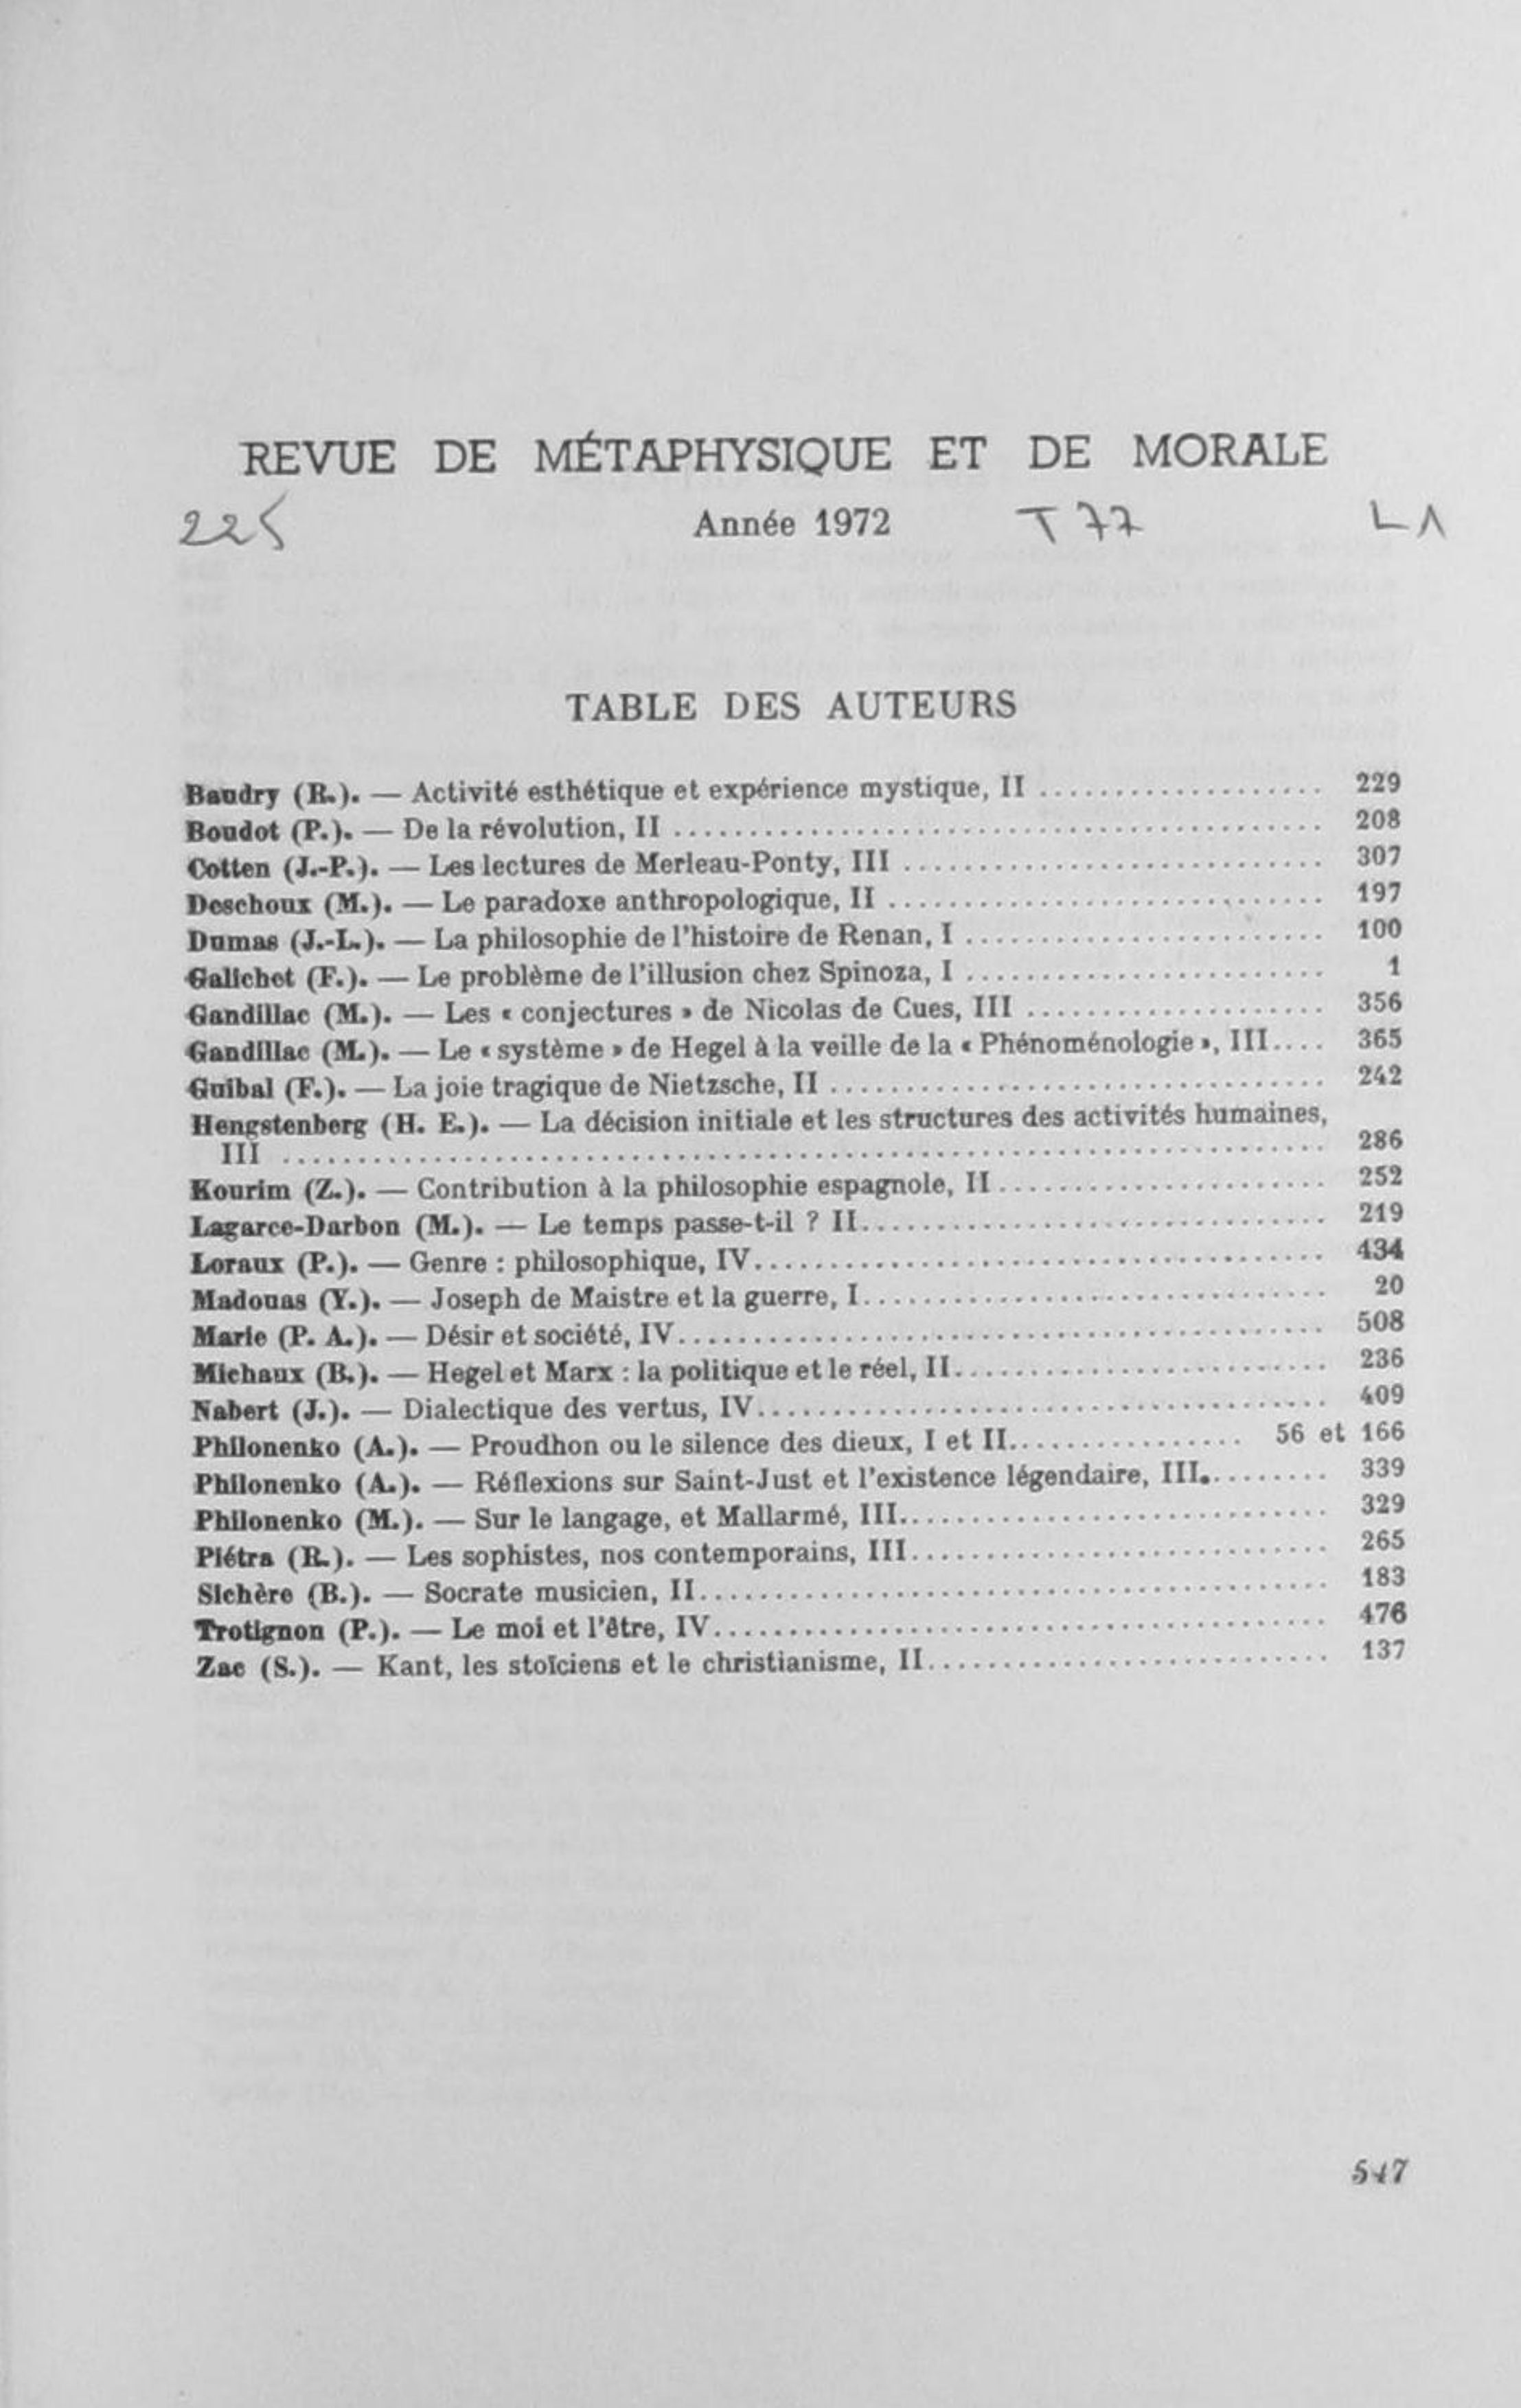 REVUE DE MÉTAPHYSIQUE ET DE MORALE
225 Année 1972 T 77 L1
TABLE DES AUTEURS
Baudry (R.). — Activité esthétique et expérience mystique, II .................... 229
Boudot (P.). — De la révolution, II .................... 208
Cotten (J.-P.). — Les lectures de Merleau-Ponty, III .................... 307
Deschoux (M.). — Le paradoxe anthropologique, II .................... 197
Dumas (J.-L.). — La philosophie de l'histoire de Renan, I .................... 100
Galichet (F.). — Le problème de l'illusion chez Spinoza, I .................... 1
Gandillac (M.). — Les « conjectures » de Nicolas de Cues, III .................... 356
Gandillac (M.). — Le « système » de Hegel à la veille de la « Phénoménologie », III.... 365
Guibal (F.). — La joie tragique de Nietzsche, II .................... 242
Hengstenberg (H. E.). — La décision initiale et les structures des activités humaines,
III .................... 286
Kourim (Z.). — Contribution à la philosophie espagnole, II .................... 252
Lagarce-Darbon (M.). — Le temps passe-t-il ? II.................... 219
Loraux (P.). — Genre : philosophique, IV.................... 434
Madouas (Y.). — Joseph de Maistre et la guerre, I.................... 20
Marie (P. A.). — Désir et société, IV.................... 508
Michaux (B.). — Hegel et Marx : la politique et le réel, II.................... 236
Nabert (J.). — Dialectique des vertus, IV.................... 409
Philonenko (A.). — Proudhon ou le silence des dieux, I et II................. 56 et 166
Philonenko (A.). — Réflexions sur Saint-Just et l'existence légendaire, III......... 339
Philonenko (M.). — Sur le langage, et Mallarmé, III.................... 329
Piétra (R.). — Les sophistes, nos contemporains, III.................... 265
Sichère (B.). — Socrate musicien, II.................... 183
Trotignon (P.). — Le moi et l'être, IV.................... 476
Zac (S.). — Kant, les stoïciens et le christianisme, II.................... 137
547